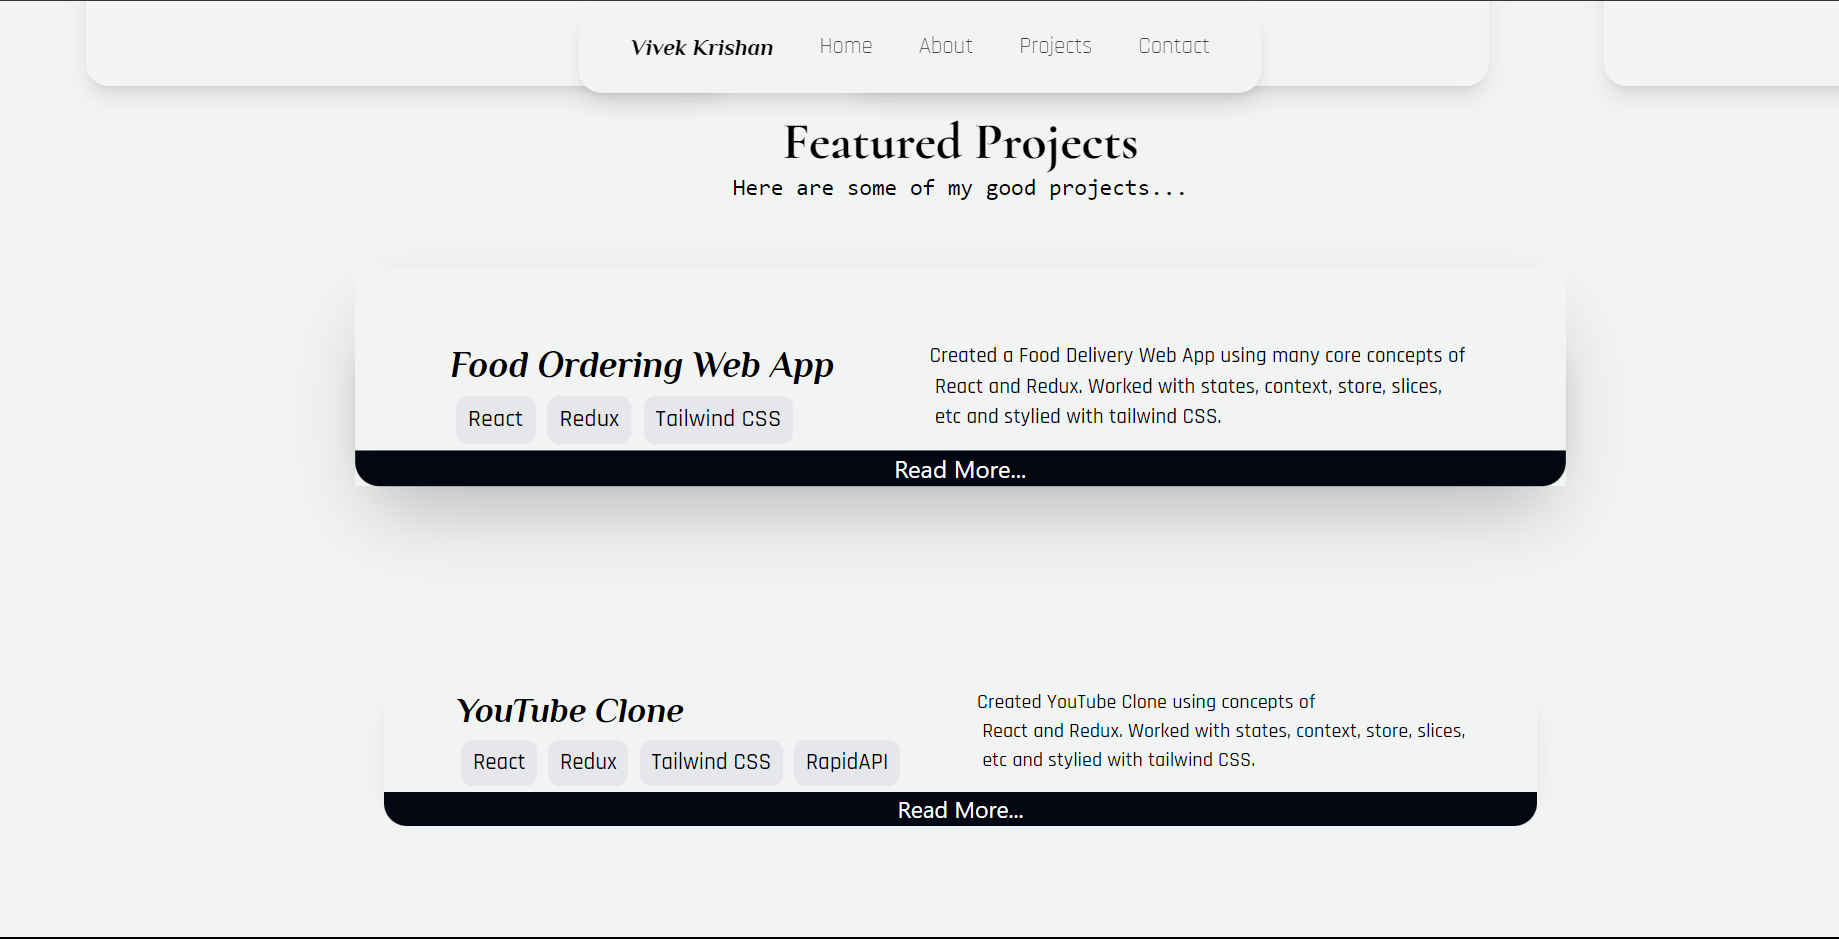 Vivek Krishan Home About Projects Contact
Featured Projects
Here are some of my good projects...
Food Ordering Web App
React Redux Tailwind CSS
Created a Food Delivery Web App using many core concepts of
React and Redux. Worked with states, context, store, slices,
etc and stylied with tailwind CSS.
Read More...
YouTube Clone
React Redux Tailwind CSS RapidAPI
Created YouTube Clone using concepts of
React and Redux. Worked with states, context, store, slices,
etc and stylied with tailwind CSS.
Read More...